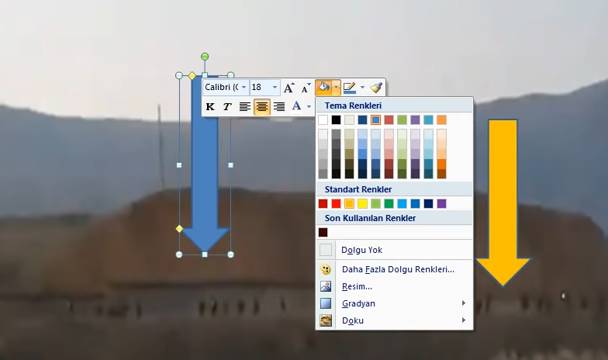 Calibri (C 18 A A
K T A
Tema Renkleri
Standart Renkler
Son Kullanılan Renkler
Dolgu Yok
Daha Fazla Dolgu Renkleri...
Resim...
Gradyan
Doku